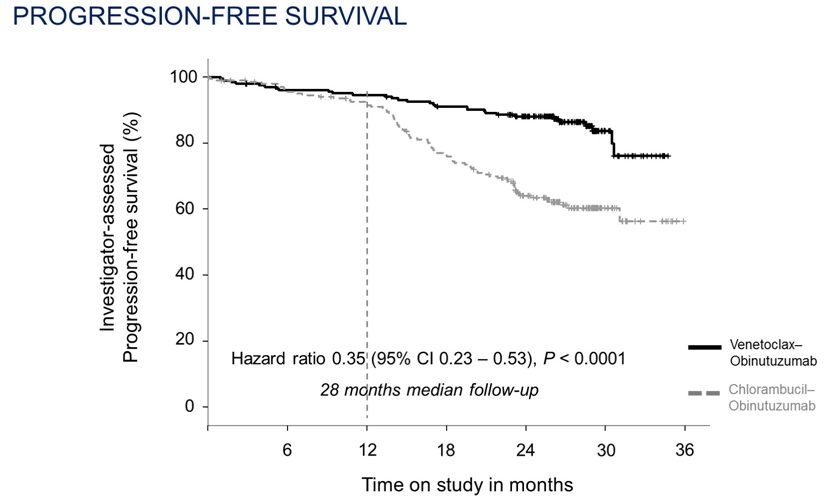 PROGRESSION-FREE SURVIVAL
Investigator-assessed
Progression-free survival (%)
100
80
60
40
20
0
Hazard ratio 0.35 (95% CI 0.23 – 0.53), P < 0.0001
28 months median follow-up
Venetoclax–
Obinutuzumab
Chlorambucil–
Obinutuzumab
6 12 18 24 30 36
Time on study in months